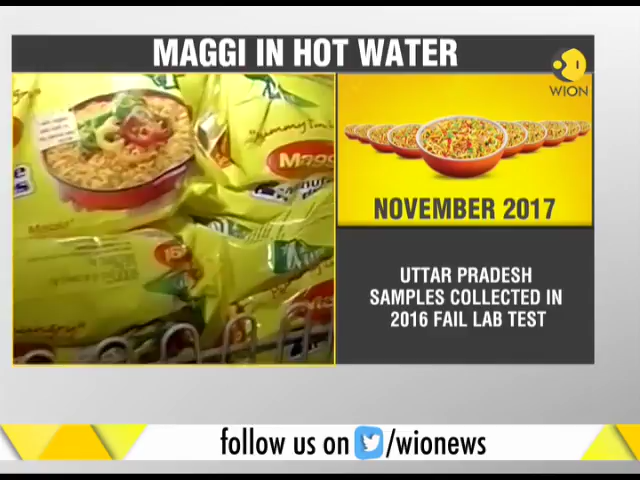 MAGGI IN HOT WATER
WION
Maggi
NOVEMBER 2017
UTTAR PRADESH
SAMPLES COLLECTED IN
2016 FAIL LAB TEST
follow us on /wionews